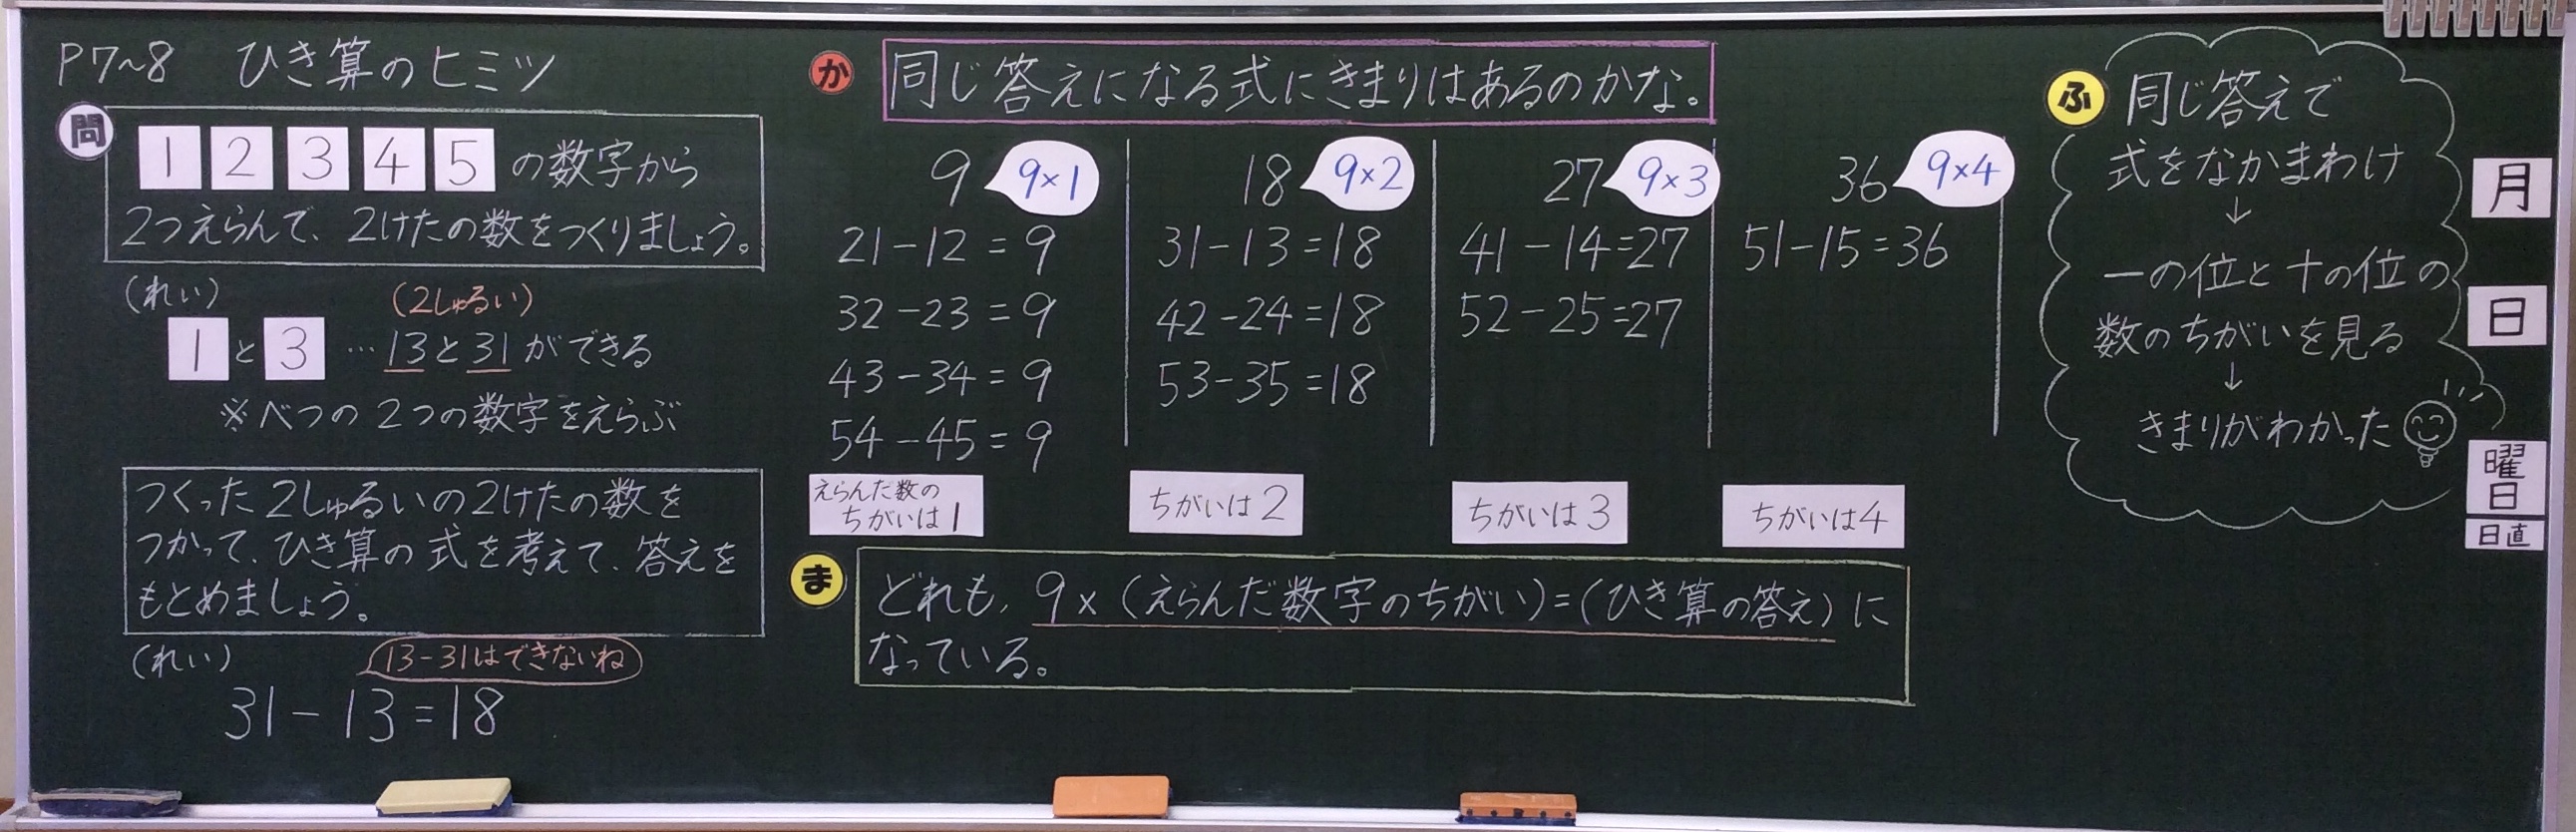 P7~8 ひき算のヒミツ
問
1 2 3 4 5 の数字から
2つえらんで、2けたの数をつくりましょう。
(れい)
(2しゅるい)
1 と 3 …13と31ができる
※べつの2つの数字をえらぶ
つくった2しゅるいの2けたの数を
つかって、ひき算の式を考えて、答えを
もとめましょう。
(れい)
13-31はできないね
31-13=18
か 同じ答えになる式にきまりはあるのかな。
9 9×1
21-12=9
32-23=9
43-34=9
54-45=9
えらんだ数の
ちがいは1
18 9×2
31-13=18
42-24=18
53-35=18
ちがいは2
27 9×3
41-14=27
52-25=27
ちがいは3
36 9×4
51-15=36
ちがいは4
ま
どれも、9×(えらんだ数字のちがい)=(ひき算の答え)に
なっている。
ふ
同じ答えで
式をなかまわけ
↓
一の位と十の位の
数のちがいを見る
↓
きまりがわかった
月
日
曜
日
日直